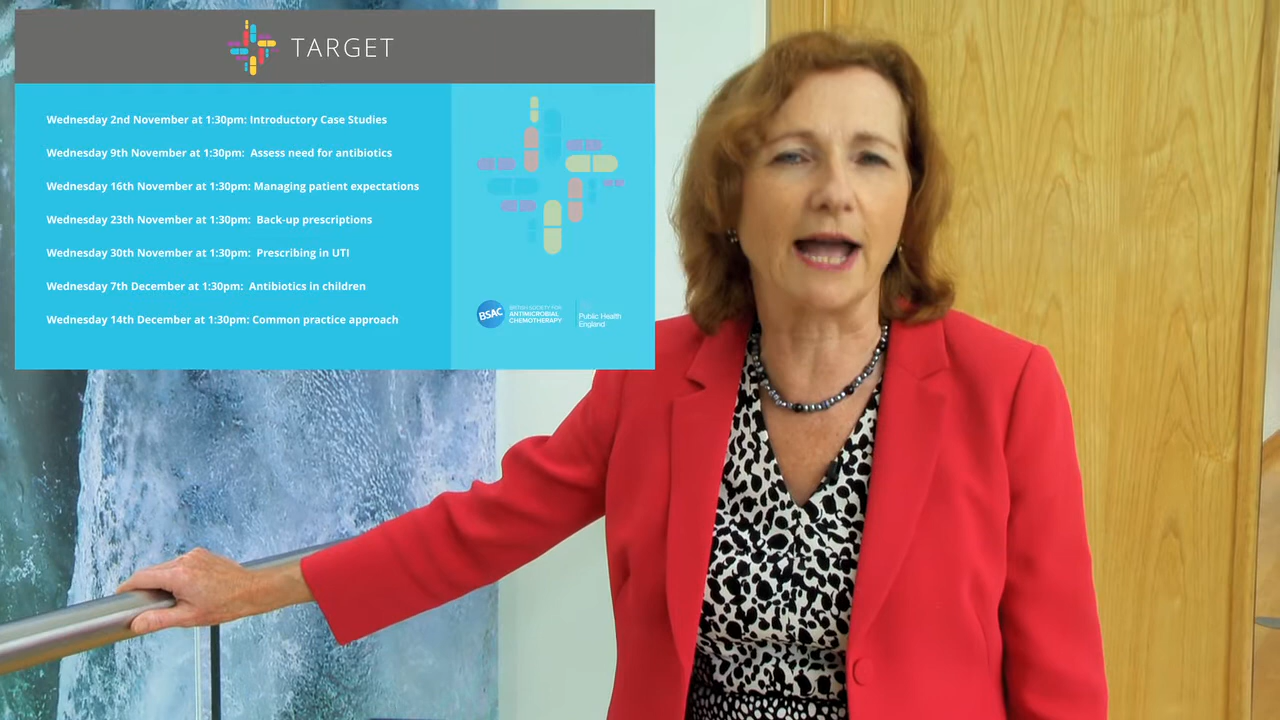 TARGET
Wednesday 2nd November at 1:30pm: Introductory Case Studies
Wednesday 9th November at 1:30pm: Assess need for antibiotics
Wednesday 16th November at 1:30pm: Managing patient expectations
Wednesday 23th November at 1:30pm: Back-up prescriptions
Wednesday 30th November at 1:30pm: Prescribing in UTI
Wednesday 7th December at 1:30pm: Antibiotics in children
Wednesday 14th December at 1:30pm: Common practice approach
BSAC
BRITISH SOCIETY FOR
ANTIMICROBIAL
CHEMOTHERAPY
Public Health
England